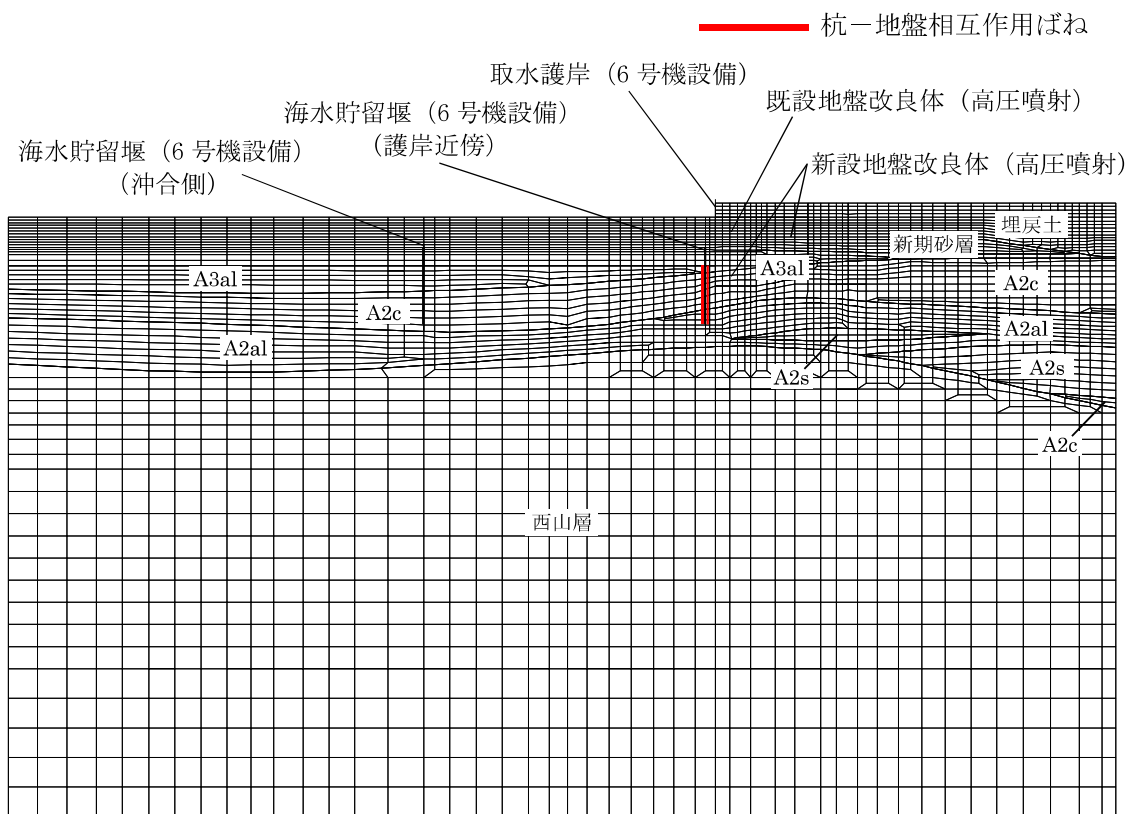 杭－地盤相互作用ばね
取水護岸（6 号機設備）
既設地盤改良体（高圧噴射）
海水貯留堰（6 号機設備）
（護岸近傍）
海水貯留堰（6 号機設備）
（沖合側）
新設地盤改良体（高圧噴射）
埋戻土
新期砂層
A3al
A3al
A2c
A2c
A2al
A2al
A2s
A2s
A2c
西山層